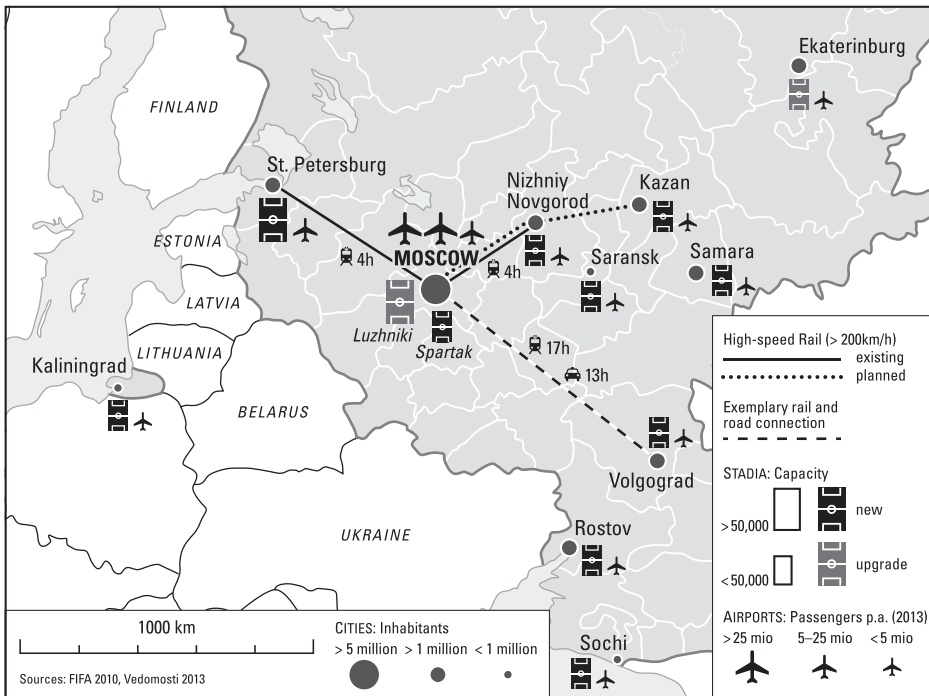 Ekaterinburg
FINLAND
St. Petersburg
Nizhniy
Novgorod
Kazan
ESTONIA
4h
MOSCOW
4h
Saransk
Samara
LATVIA
Luzhniki
Spartak
LITHUANIA
17h
Kaliningrad
13h
BELARUS
Volgograd
UKRAINE
Rostov
Sochi
High-speed Rail (> 200km/h)
existing
planned
Exemplary rail and
road connection
STADIA: Capacity
>50,000
new
<50,000
upgrade
AIRPORTS: Passengers p.a. (2013)
>25 mio 5–25 mio <5 mio
1000 km
Sources: FIFA 2010, Vedomosti 2013
CITIES: Inhabitants
> 5 million > 1 million < 1 million